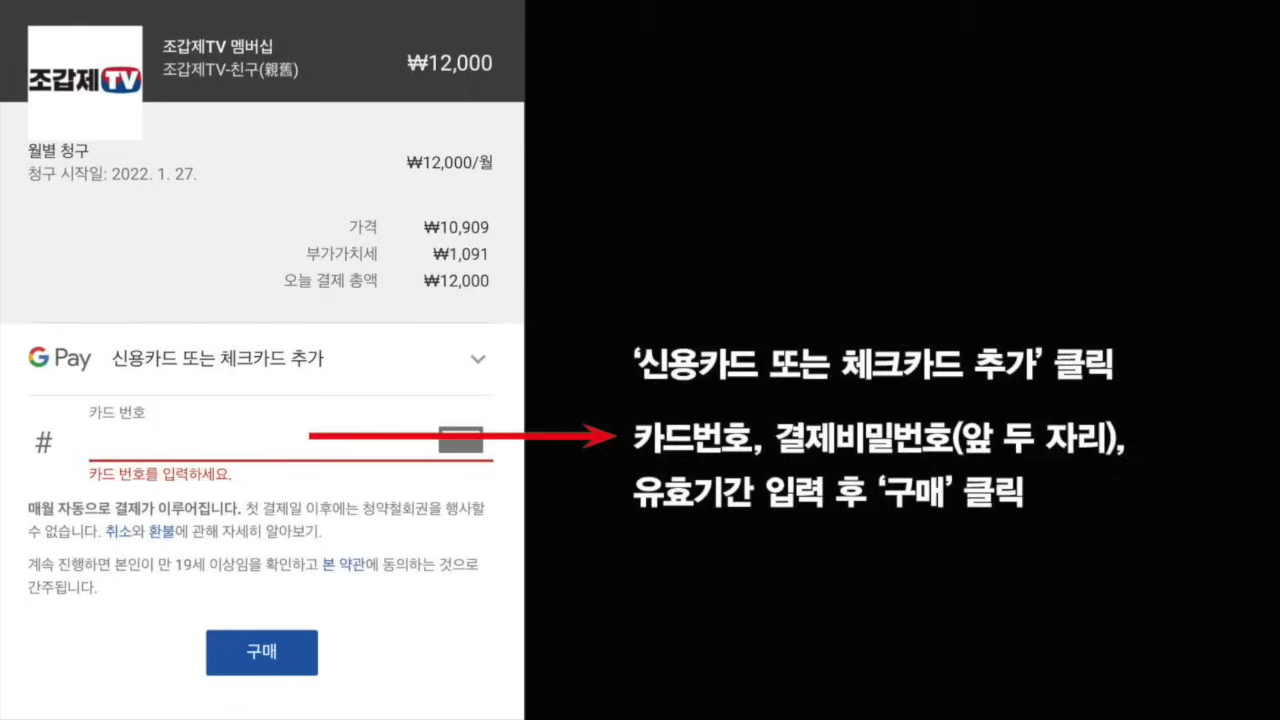 조갑제TV
조갑제TV 멤버십
조갑제TV-친구(親舊)
₩12,000
월별 청구
청구 시작일: 2022. 1. 27.
₩12,000/월
가격 ₩10,909
부가가치세 ₩1,091
오늘 결제 총액 ₩12,000
G Pay 신용카드 또는 체크카드 추가
카드 번호
#
카드 번호를 입력하세요.
매월 자동으로 결제가 이루어집니다. 첫 결제일 이후에는 청약철회권을 행사할
수 없습니다. 취소와 환불에 관해 자세히 알아보기.
계속 진행하면 본인이 만 19세 이상임을 확인하고 본 약관에 동의하는 것으로
간주됩니다.
구매
‘신용카드 또는 체크카드 추가’ 클릭
카드번호, 결제비밀번호(앞 두 자리),
유효기간 입력 후 ‘구매’ 클릭